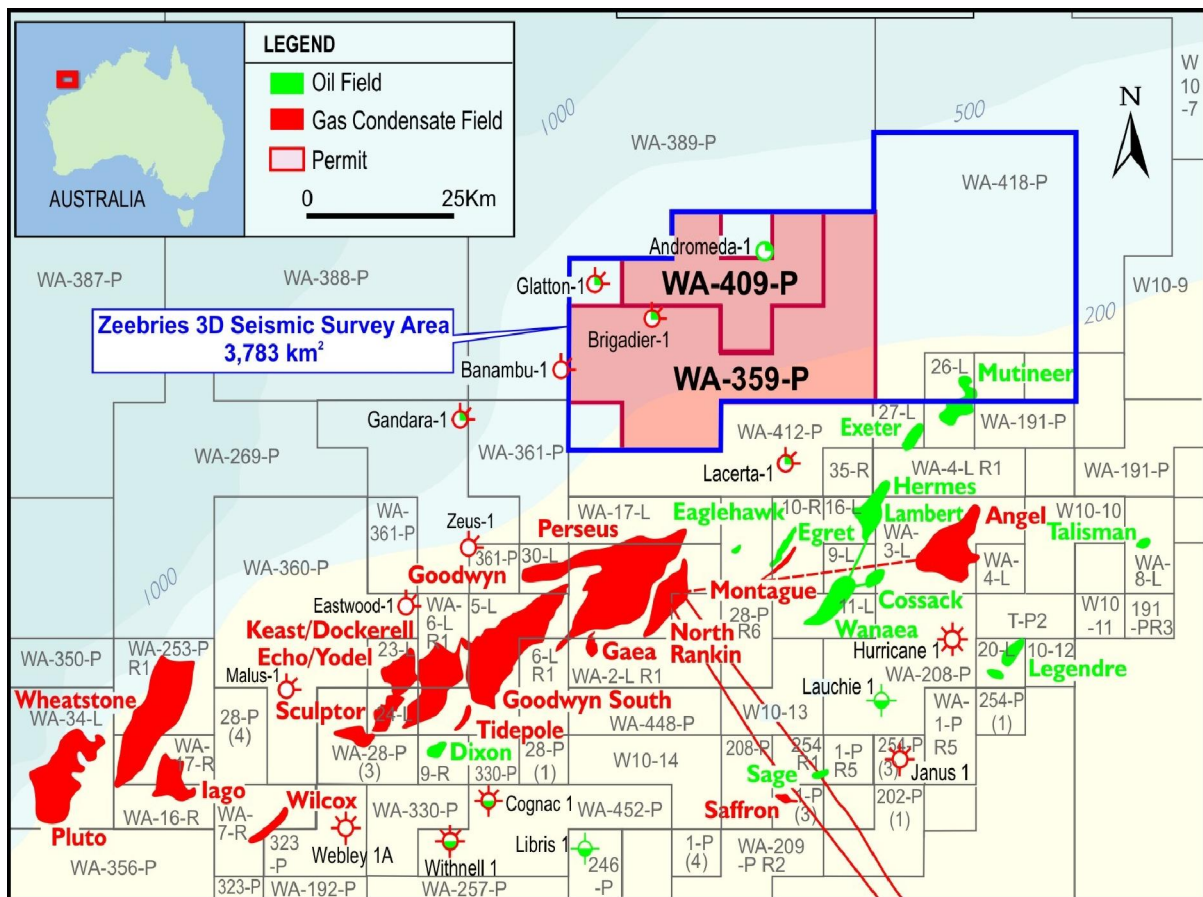 LEGEND
Oil Field
Gas Condensate Field
Permit
0
25Km
AUSTRALIA
N
W
10
-7
1000
500
WA-389-P
WA-418-P
WA-387-P
WA-388-P
Andromeda-1
Glatton-1
WA-409-P
W10-9
Zeebries 3D Seismic Survey Area
3,783 km²
Brigadier-1
200
Banambu-1
WA-359-P
26-L
Mutineer
Gandara-1
27-L
WA-191-P
WA-412-P
Exeter
WA-269-P
WA-361-P
Lacerta-1
35-R
WA-4-L R1
WA-191-P
Hermes
WA-
361-P
Zeus-1
Perseus
WA-17-L
Eaglehawk
10-R
16-L
Lambert
Angel
W10-10
Egret
Talisman
361-P
30-L
9-L
WA-
3-L
WA-360-P
Goodwyn
WA-
4-L
WA-
8-L
1000
Montague
Eastwood-1
WA-
6-L
R1
5-L
28-P
R6
11-L
Cossack
W10
-11
191
-PR3
Keast/Dockerell
North
Rankin
Wanaea
T-P2
WA-350-P
WA-253-P
R1
Echo/Yodel
23-L
6-L
R1
Gaea
Hurricane 1
20-L
10-12
Malus-1
WA-2-L R1
WA-208-P
Legendre
Wheatstone
Lauchie 1
WA-34-L
28-P
(4)
Sculptor
24-L
Goodwyn South
WA-448-P
W10-13
WA-
1-P
R5
254-P
(1)
Tidepole
WA-
17-R
WA-28-P
(3)
Dixon
9-R
28-P
(1)
330-P
W10-14
208-P
254
R1
1-P
R5
254-P
(3)
Janus 1
Sage
Iago
Wilcox
Cognac 1
Saffron
1-P
(3)
202-P
(1)
Pluto
WA-16-R
WA-
7-R
WA-330-P
WA-452-P
323
-P
Webley 1A
Withnell 1
Libris 1
1-P
(4)
WA-209
-P R2
WA-356-P
246
-P
323-P
WA-192-P
WA-257-P